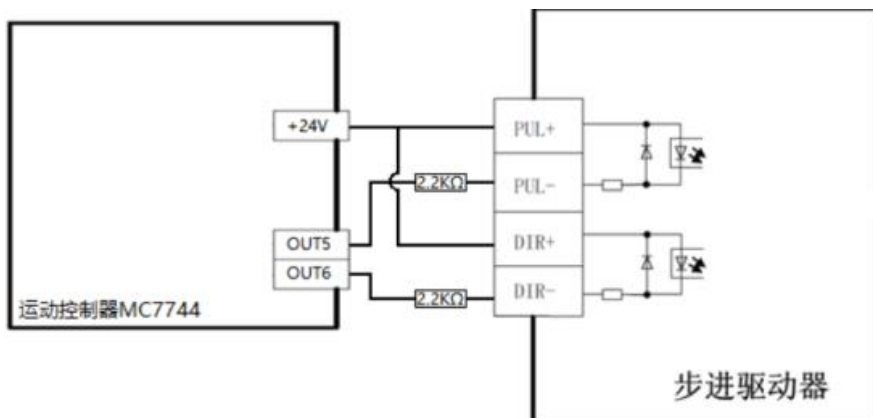 +24V
PUL+
2.2KΩ
PUL-
OUT5
DIR+
OUT6
2.2KΩ
DIR-
运动控制器MC7744
步进驱动器